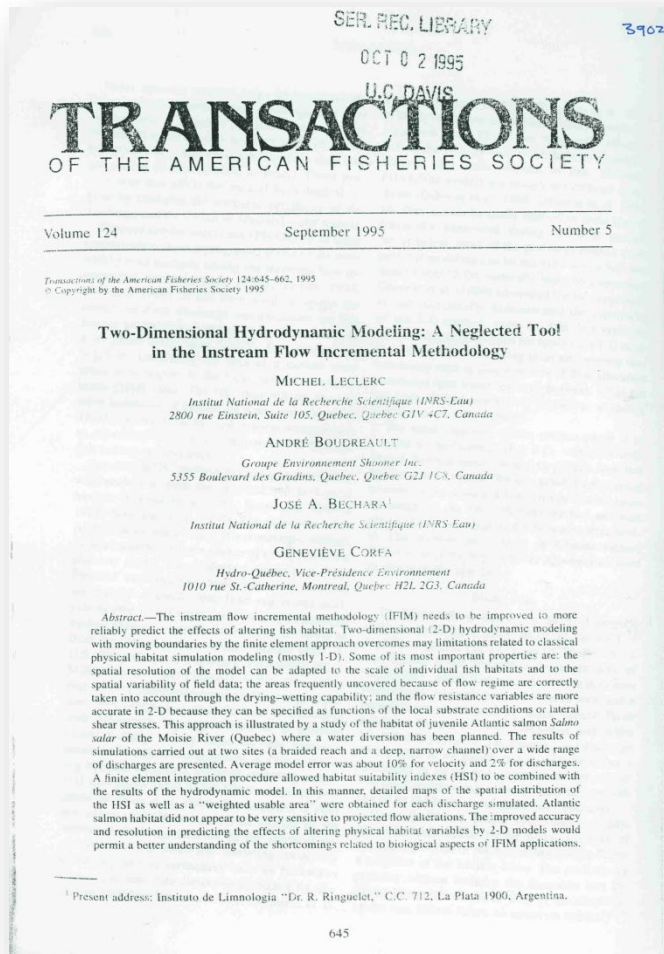 SER. REC. LIBRARY
3902
OCT 0 2 1995
U.C. DAVIS
TRANSACTIONS
OF THE AMERICAN FISHERIES SOCIETY
Volume 124 September 1995 Number 5
Transactions of the American Fisheries Society 124:645–662, 1995
© Copyright by the American Fisheries Society 1995
Two-Dimensional Hydrodynamic Modeling: A Neglected Tool
in the Instream Flow Incremental Methodology
MICHEL LECLERC
Institut National de la Recherche Scientifique (INRS-Eau)
2800 rue Einstein, Suite 105, Quebec, Quebec G1V 4C7, Canada
ANDRÉ BOUDREAULT
Groupe Environnement Shooner Inc.
5355 Boulevard des Gradins, Quebec, Quebec G2J 1C8, Canada
JOSÉ A. BECHARA¹
Institut National de la Recherche Scientifique (INRS Eau)
GENEVIÈVE CORFA
Hydro-Québec, Vice-Présidence Environnement
1010 rue St.-Catherine, Montreal, Quebec H2L 2G3, Canada
Abstract.—The instream flow incremental methodology (IFIM) needs to be improved to more
reliably predict the effects of altering fish habitat. Two-dimensional (2-D) hydrodynamic modeling
with moving boundaries by the finite element approach overcomes may limitations related to classical
physical habitat simulation modeling (mostly 1-D). Some of its most important properties are: the
spatial resolution of the model can be adapted to the scale of individual fish habitats and to the
spatial variability of field data; the areas frequently uncovered because of flow regime are correctly
taken into account through the drying–wetting capability; and the flow resistance variables are more
accurate in 2-D because they can be specified as functions of the local substrate conditions or lateral
shear stresses. This approach is illustrated by a study of the habitat of juvenile Atlantic salmon Salmo
salar of the Moisie River (Quebec) where a water diversion has been planned. The results of
simulations carried out at two sites (a braided reach and a deep, narrow channel) over a wide range
of discharges are presented. Average model error was about 10% for velocity and 2% for discharges.
A finite element integration procedure allowed habitat suitability indexes (HSI) to be combined with
the results of the hydrodynamic model. In this manner, detailed maps of the spatial distribution of
the HSI as well as a “weighted usable area” were obtained for each discharge simulated. Atlantic
salmon habitat did not appear to be very sensitive to projected flow alterations. The improved accuracy
and resolution in predicting the effects of altering physical habitat variables by 2-D models would
permit a better understanding of the shortcomings related to biological aspects of IFIM applications.
¹ Present address: Instituto de Limnologia “Dr. R. Ringuelet,” C.C. 712, La Plata 1900, Argentina.
645